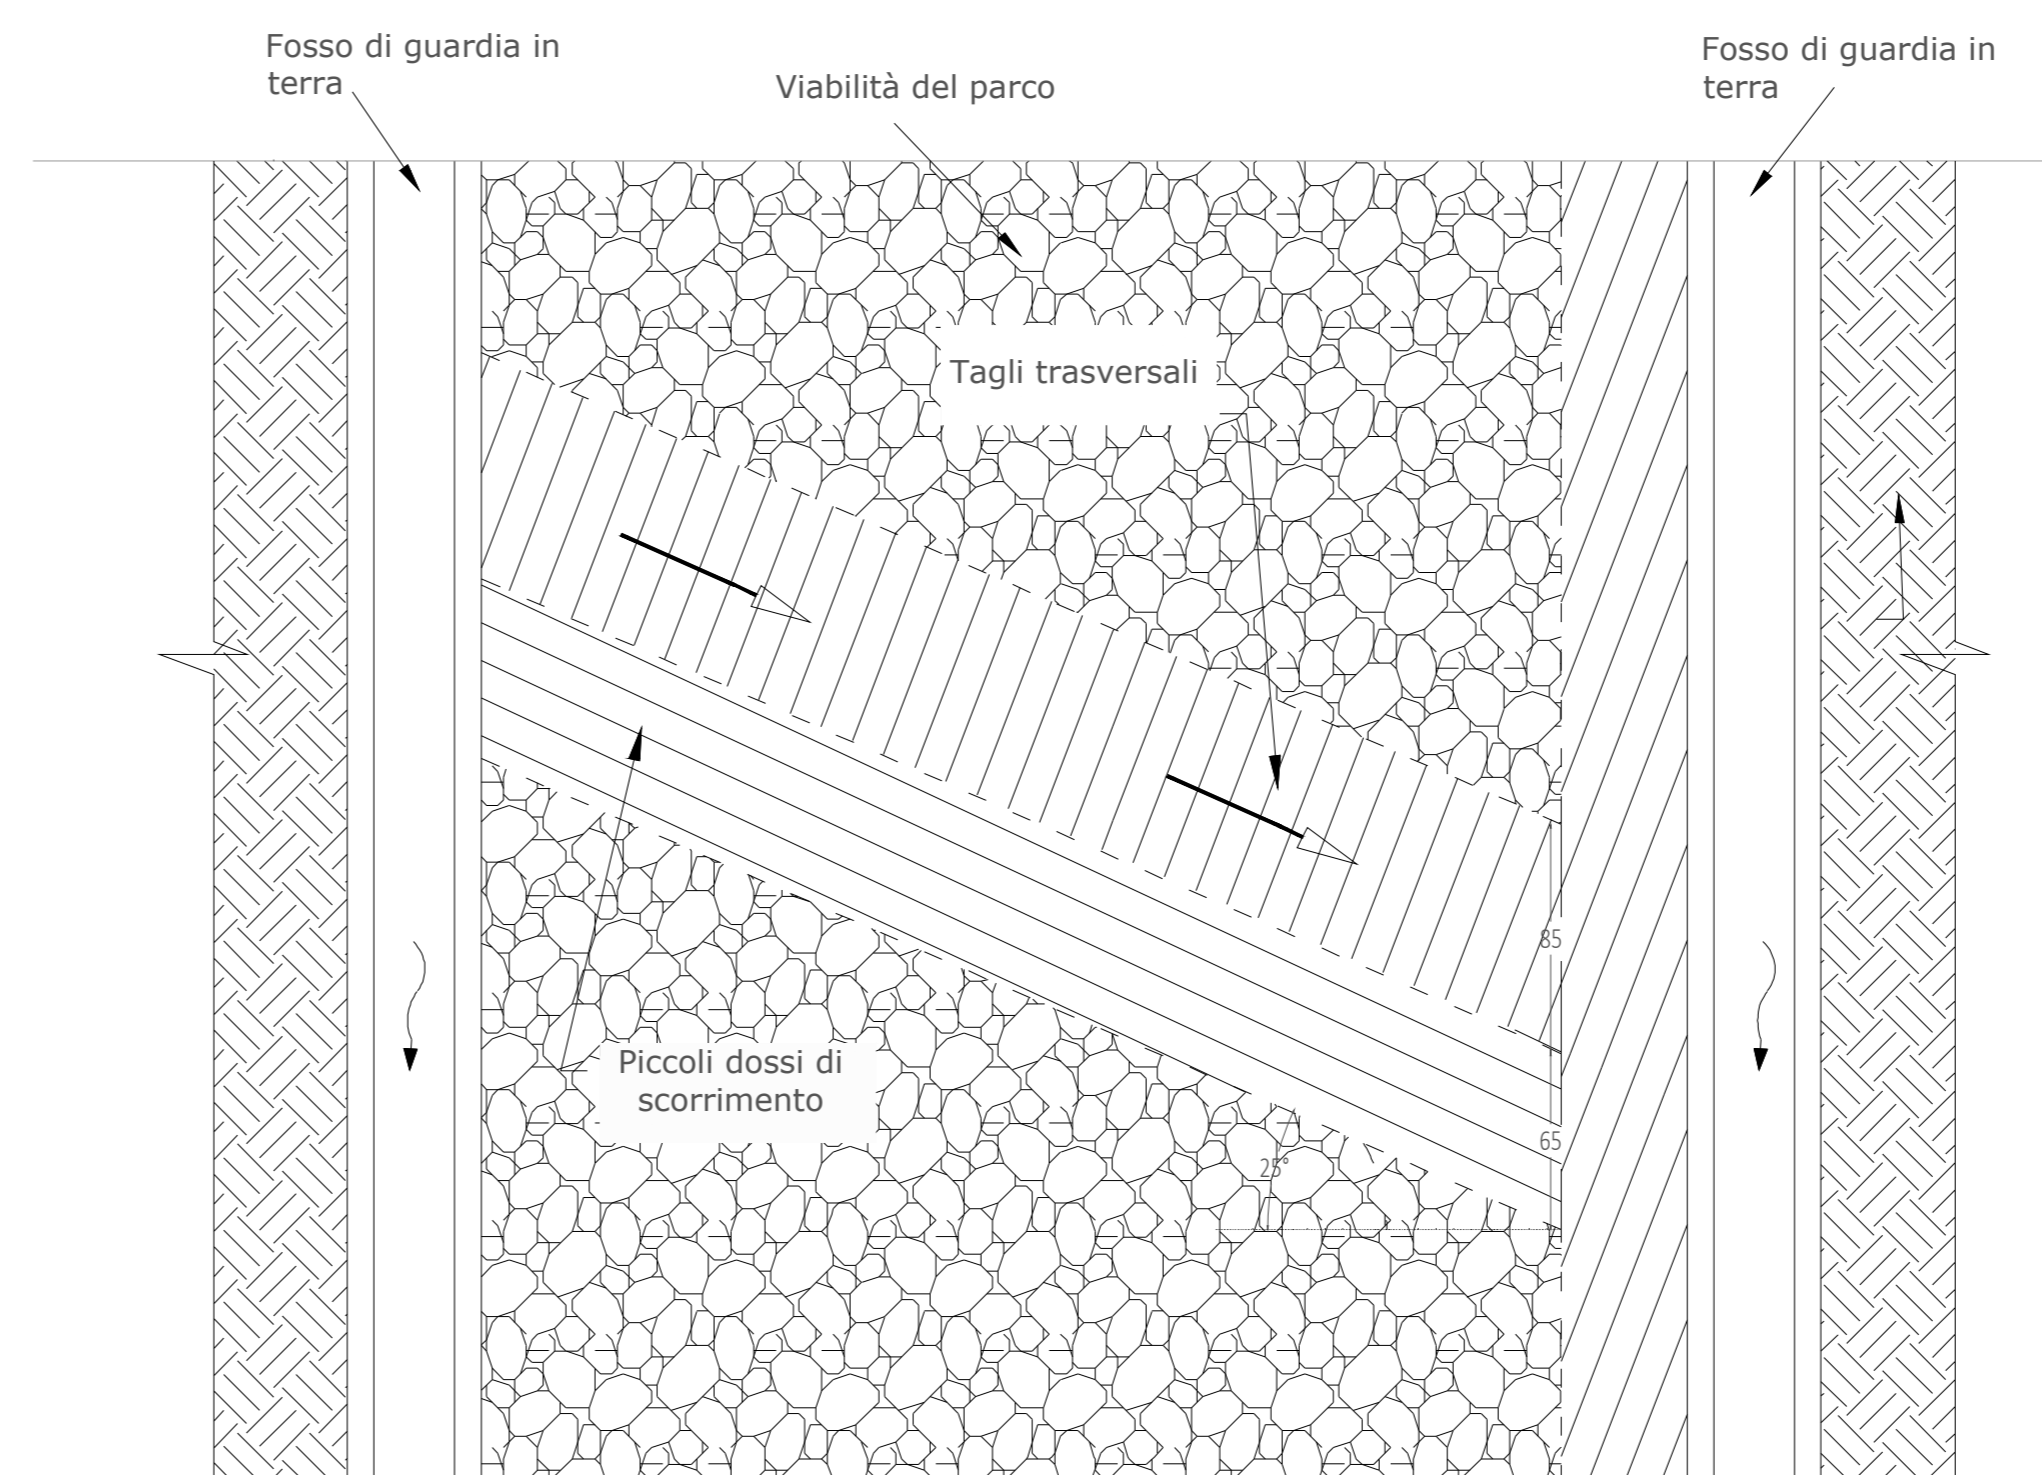 Fosso di guardia in
terra
Viabilità del parco
Fosso di guardia in
terra
Tagli trasversali
85
Piccoli dossi di
scorrimento
65
25°